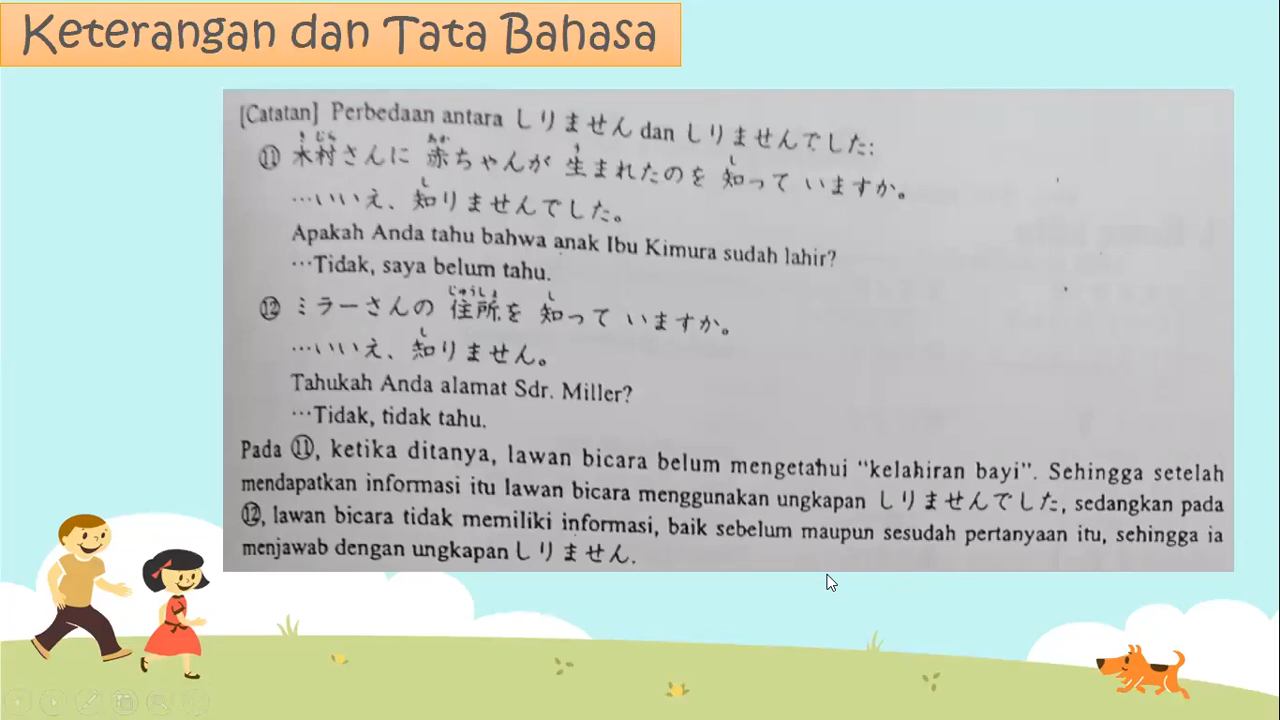 Keterangan dan Tata Bahasa
[Catatan] Perbedaan antara しりません dan しりませんでした:
⑪ 木村さんに 赤ちゃんが 生まれたのを 知って いますか。
…いいえ、知りませんでした。
Apakah Anda tahu bahwa anak Ibu Kimura sudah lahir?
…Tidak, saya belum tahu.
⑫ ミラーさんの 住所を 知って いますか。
…いいえ、知りません。
Tahukah Anda alamat Sdr. Miller?
…Tidak, tidak tahu.
Pada ⑪, ketika ditanya, lawan bicara belum mengetahui “kelahiran bayi”. Sehingga setelah
mendapatkan informasi itu lawan bicara menggunakan ungkapan しりませんでした, sedangkan pada
⑫, lawan bicara tidak memiliki informasi, baik sebelum maupun sesudah pertanyaan itu, sehingga ia
menjawab dengan ungkapan しりません.